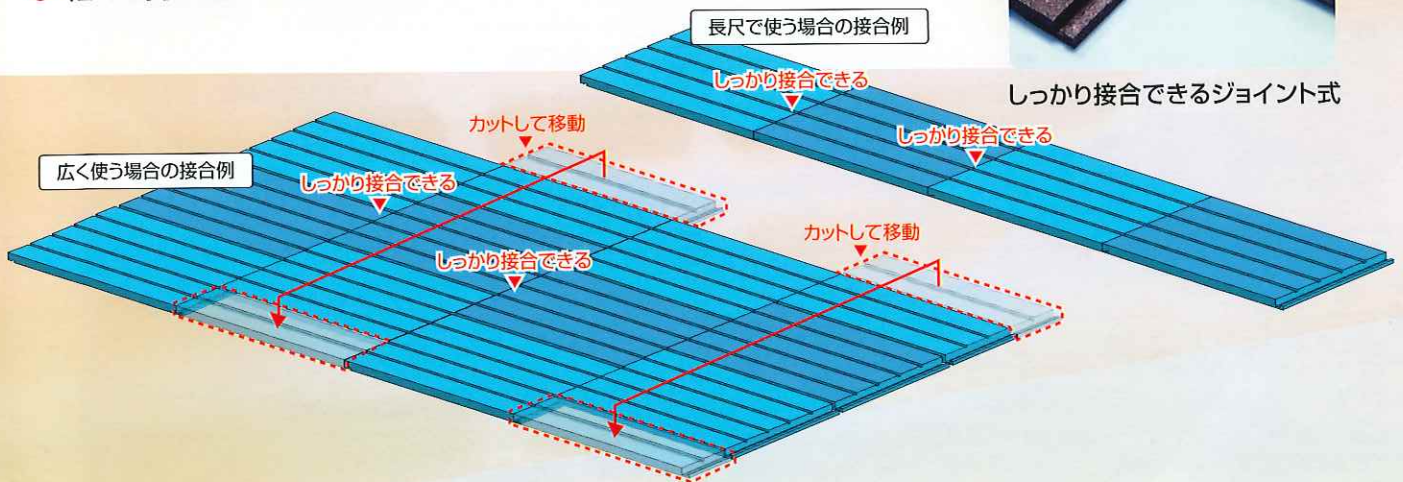 長尺で使う場合の接合例
しっかり接合できる
しっかり接合できる
しっかり接合できるジョイント式
広く使う場合の接合例
カットして移動
しっかり接合できる
しっかり接合できる
カットして移動